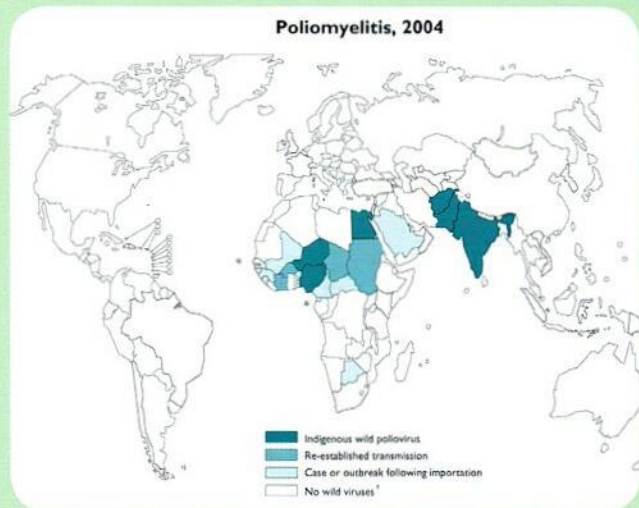 Poliomyelitis, 2004
Indigenous wild poliovirus
Re-established transmission
Case or outbreak following importation
No wild viruses